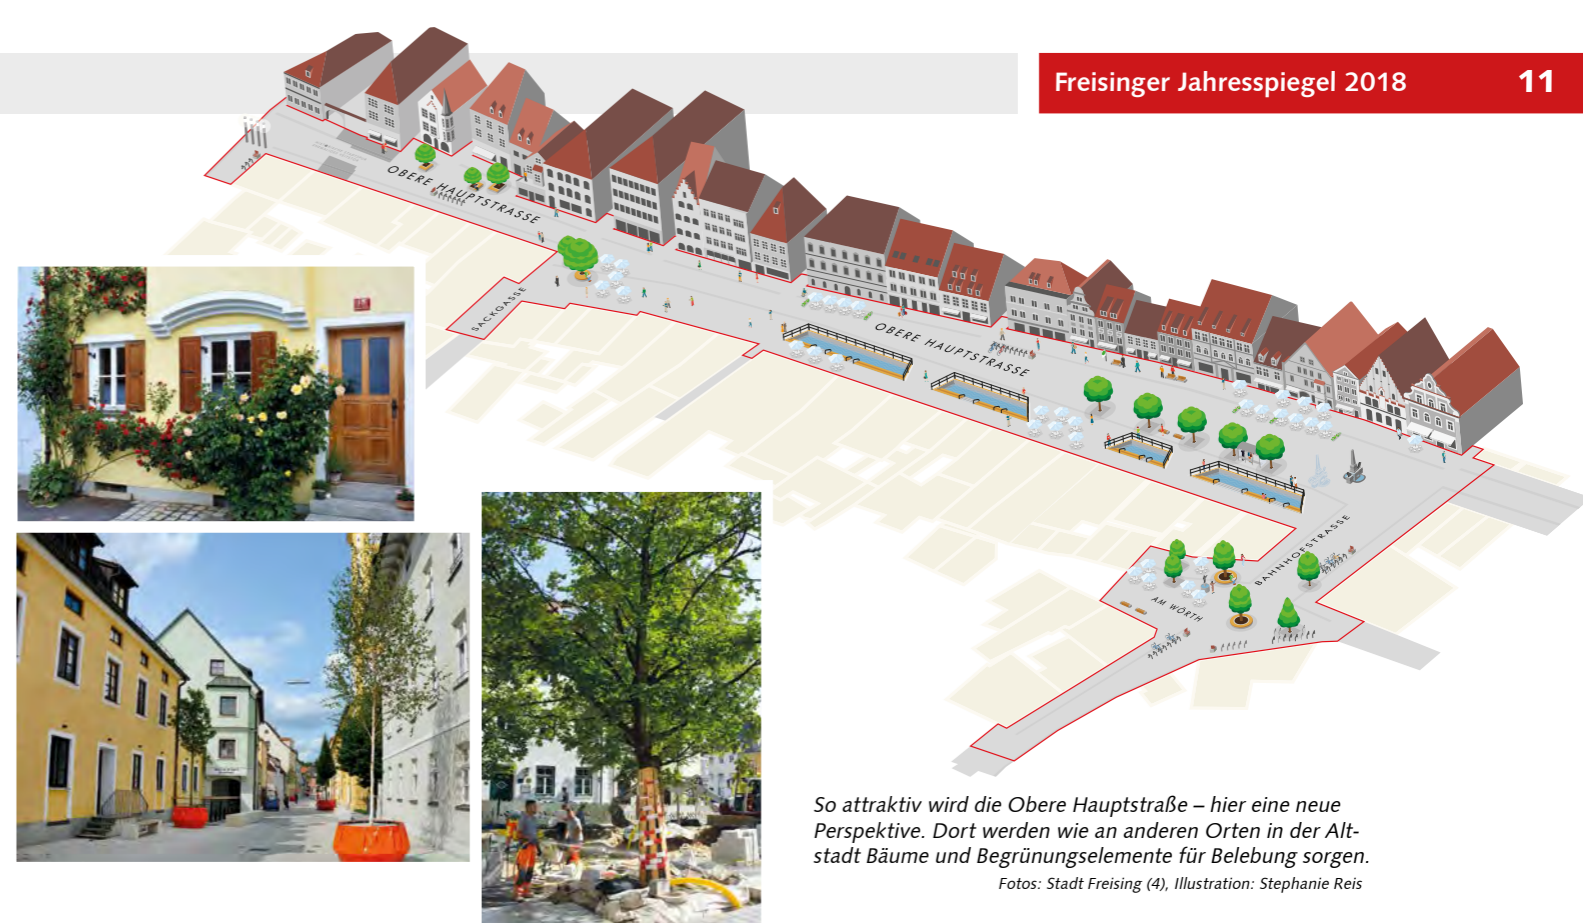 Freisinger Jahresspiegel 2018
11
OBERE HAUPTSTRASSE
SACKGASSE
OBERE HAUPTSTRASSE
BAHNHOFSTRASSE
AM WÖRTH
So attraktiv wird die Obere Hauptstraße – hier eine neue
Perspektive. Dort werden wie an anderen Orten in der Alt-
stadt Bäume und Begrünungselemente für Belebung sorgen.
Fotos: Stadt Freising (4), Illustration: Stephanie Reis